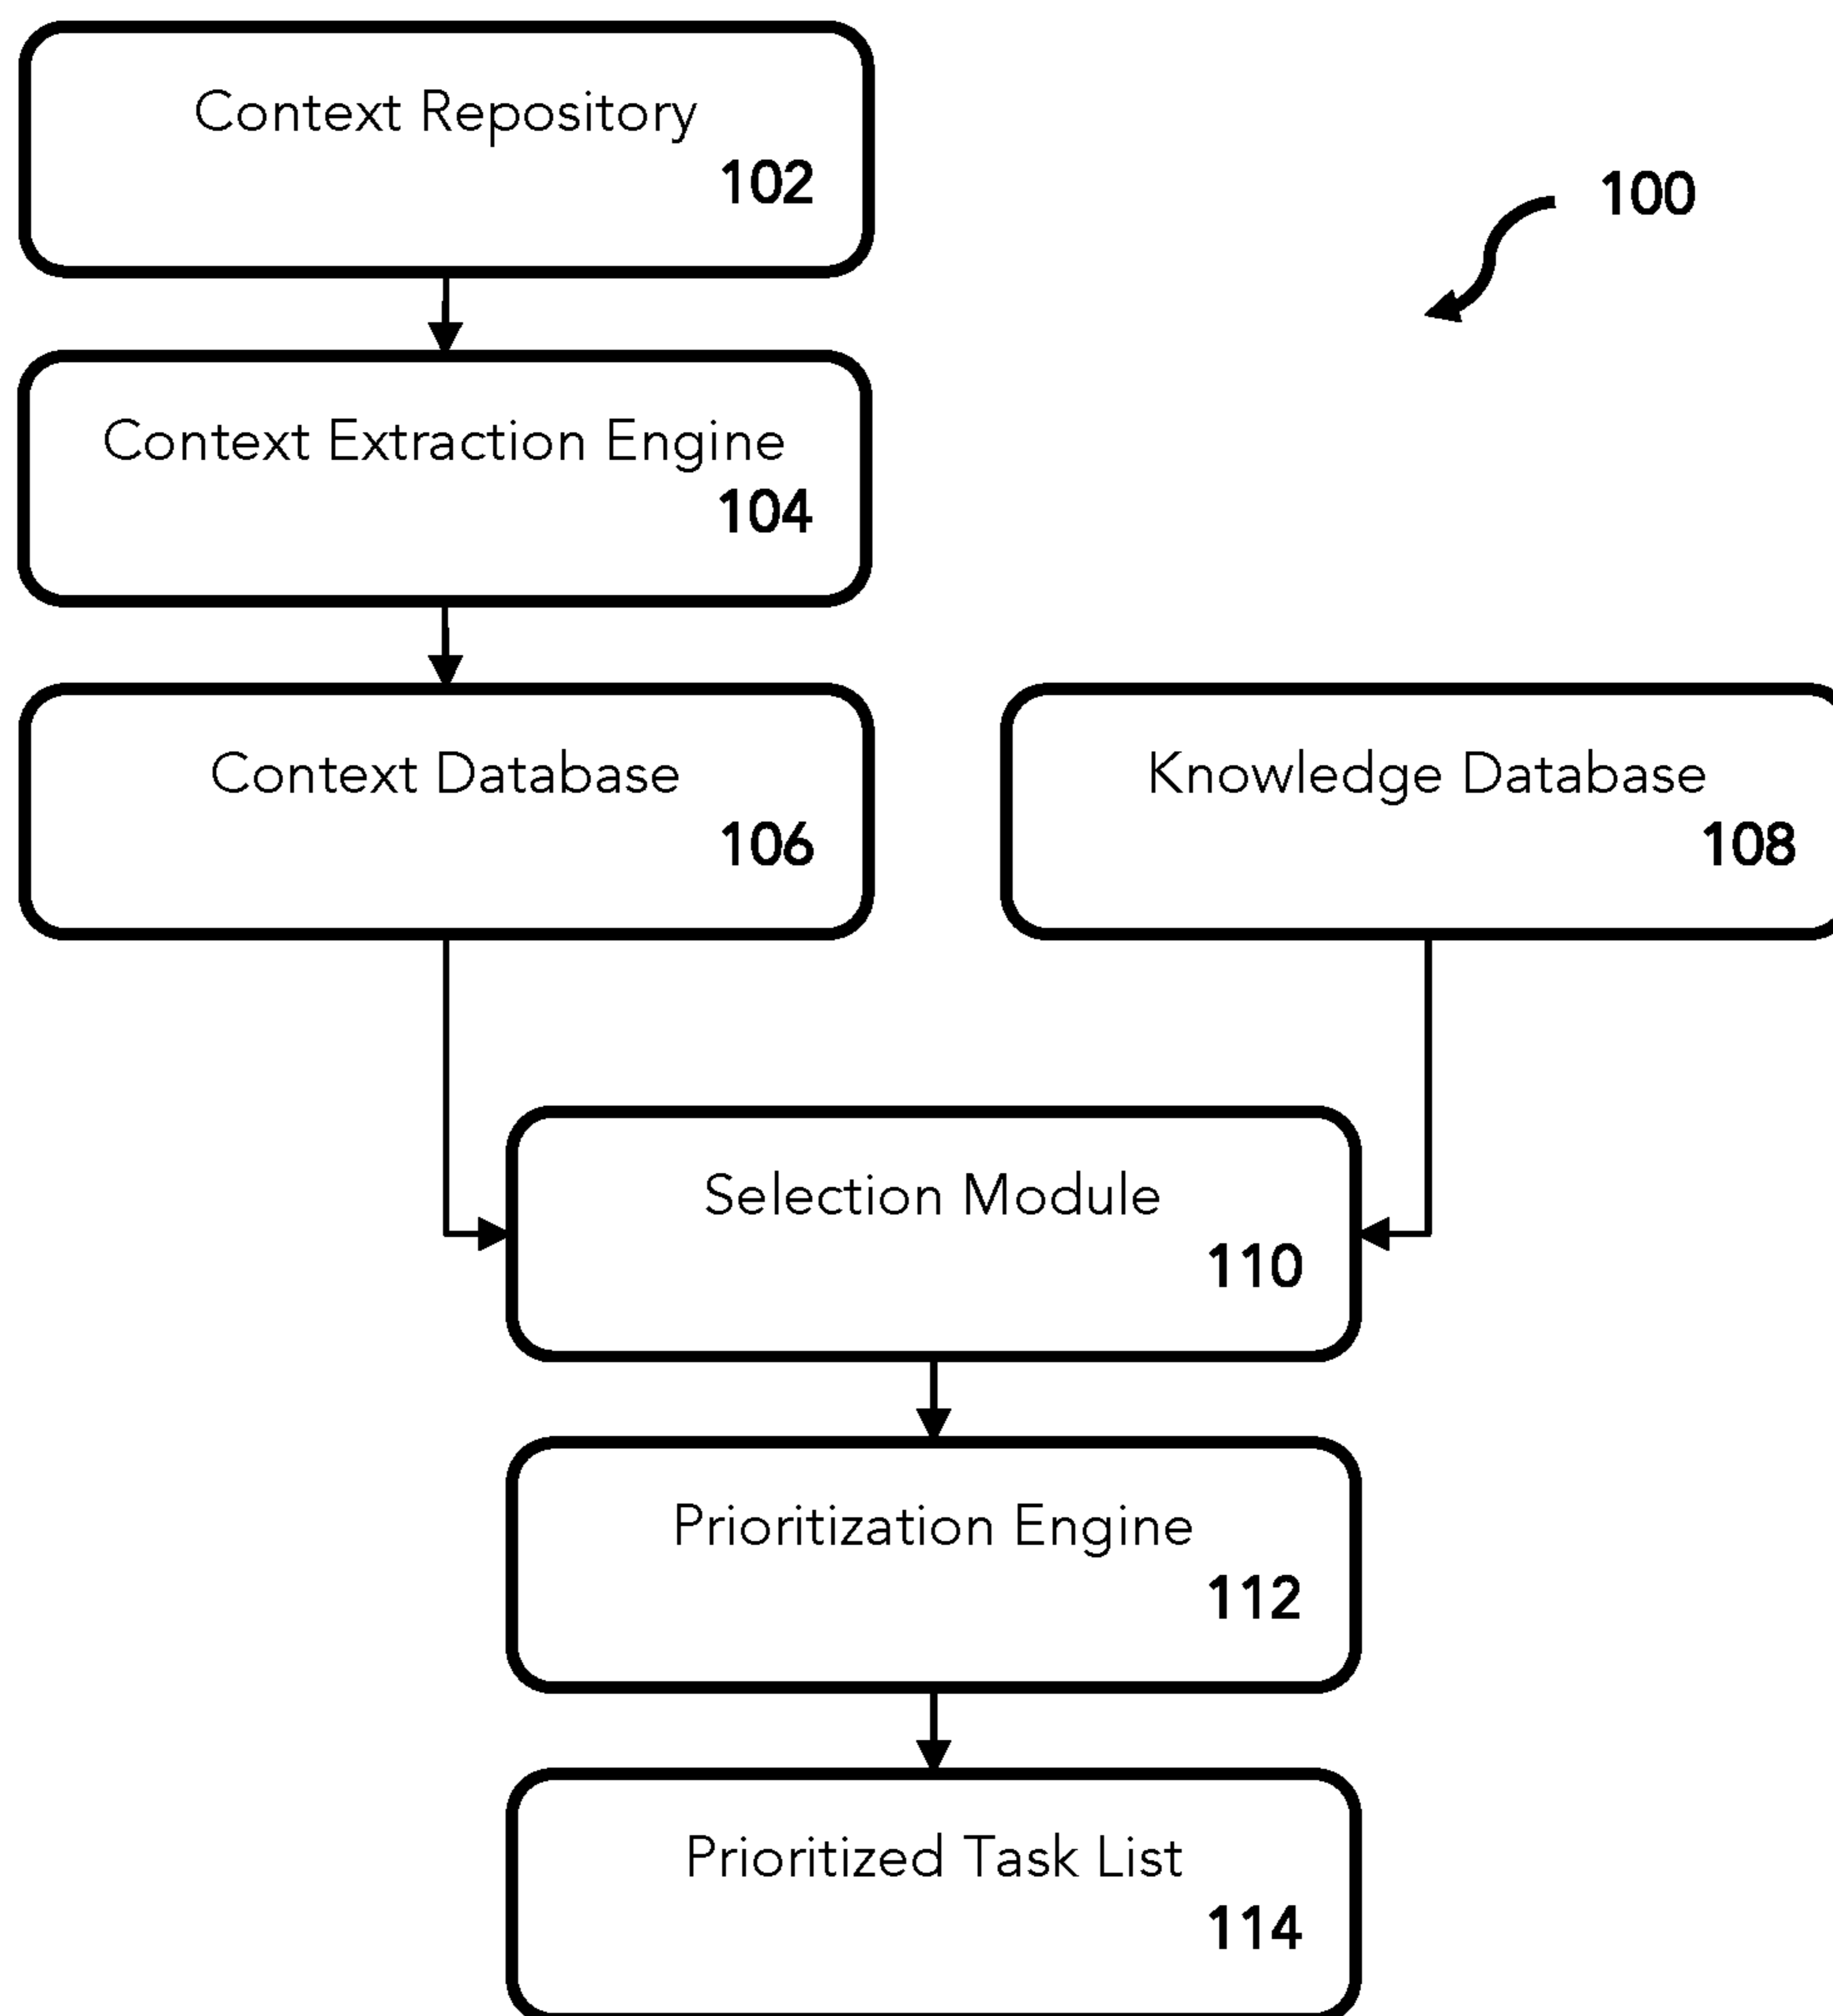 Context Repository
102
100
Context Extraction Engine
104
Context Database
106
Knowledge Database
108
Selection Module
110
Prioritization Engine
112
Prioritized Task List
114